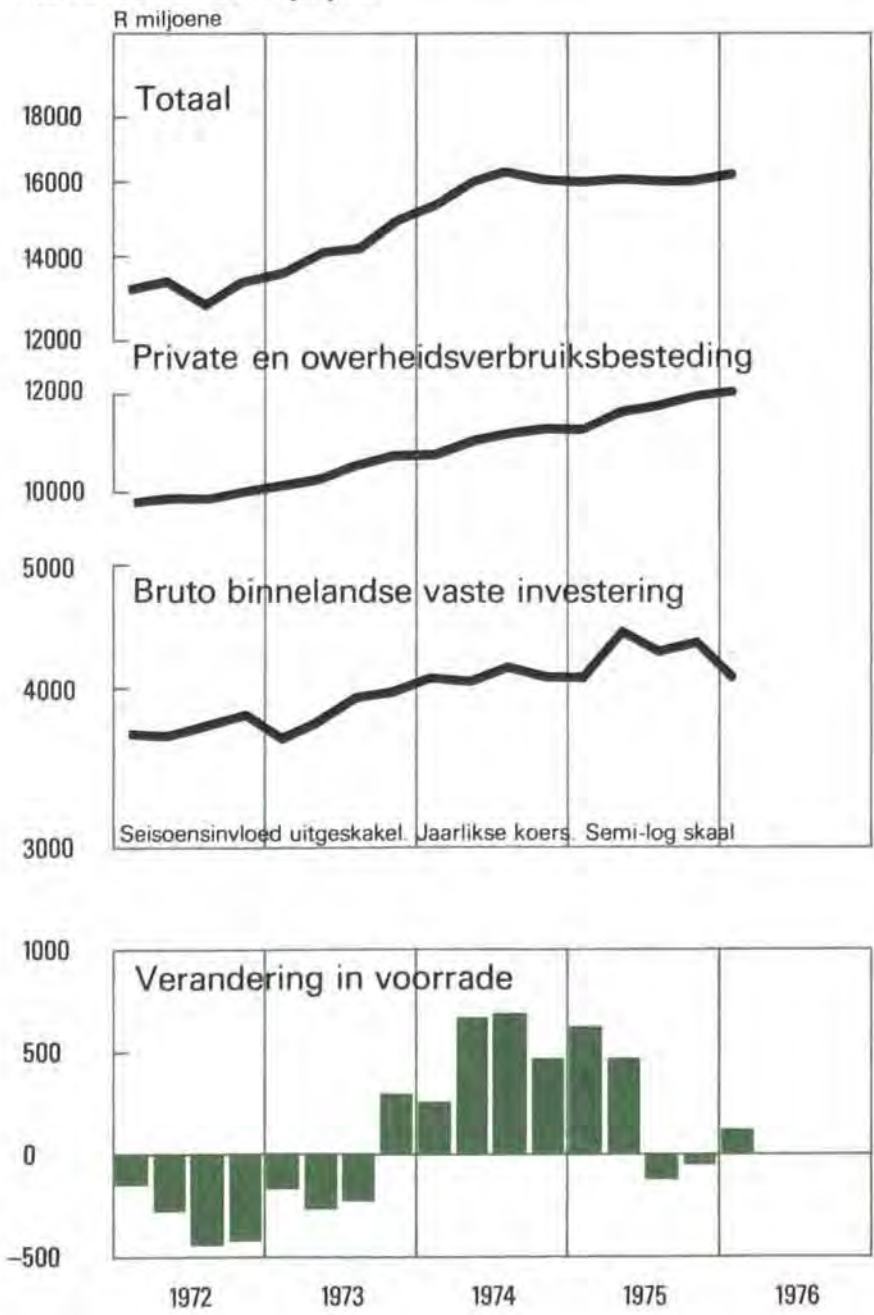 R miljoene
Totaal
18000
16000
14000
12000
Private en owerheidsverbruiksbesteding
12000
10000
5000
Bruto binnelandse vaste investering
4000
Seisoensinvloed uitgeskakel. Jaarlikse koers. Semi-log skaal
3000
1000
Verandering in voorrade
500
0
-500
1972 1973 1974 1975 1976